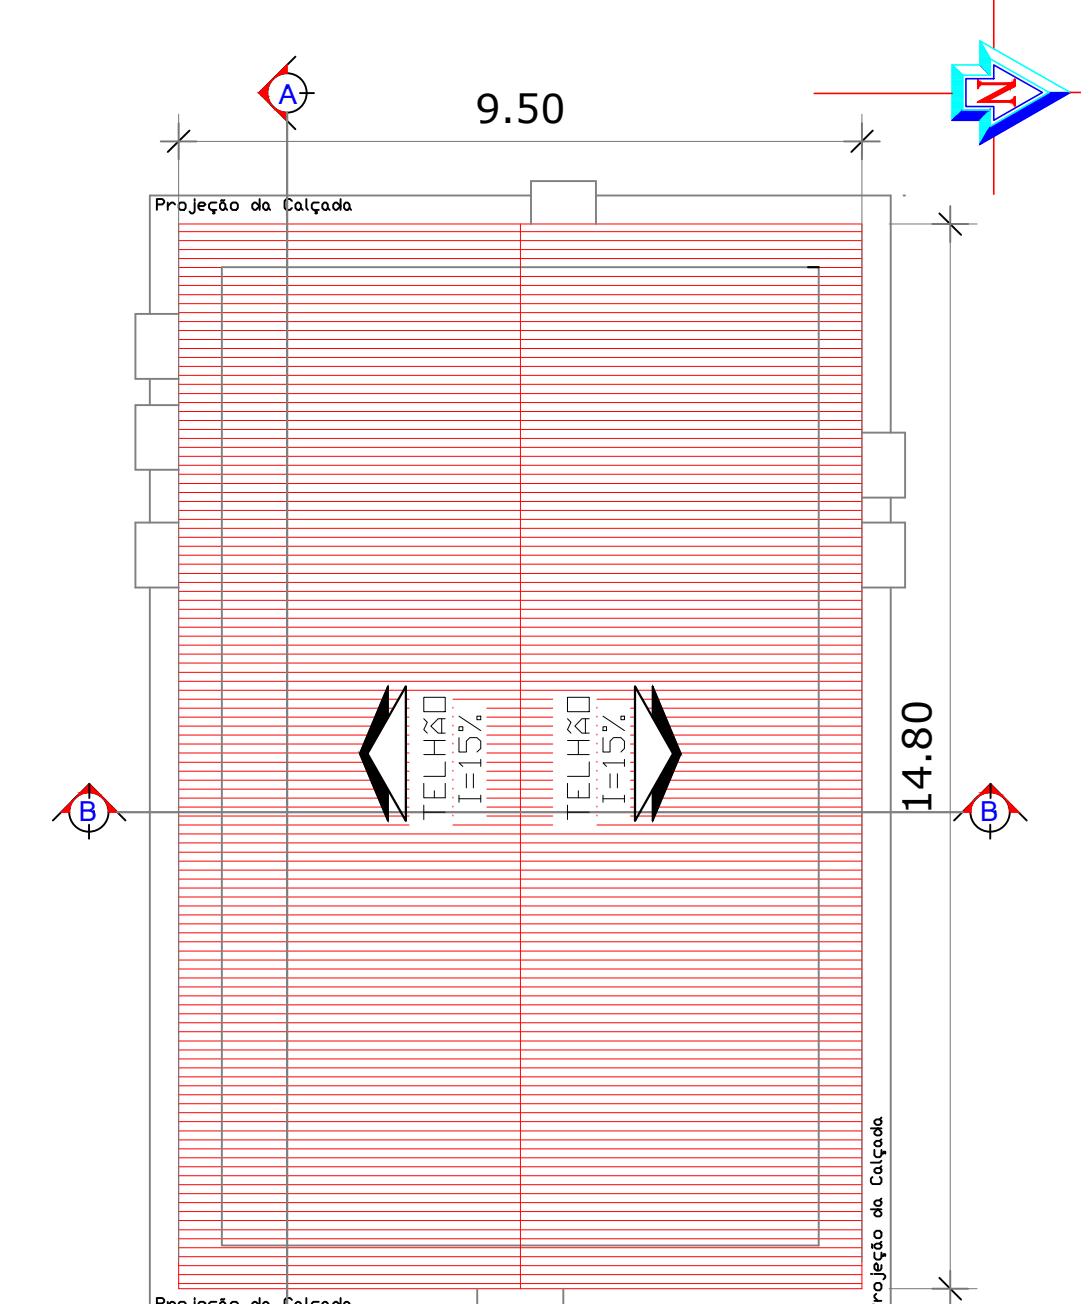 A
9.50
N
Projeção da Calçada
TELHÃO
I=15%
TELHÃO
I=15%
14.80
B
B
Projeção da Calçada
Projeção da Calçada